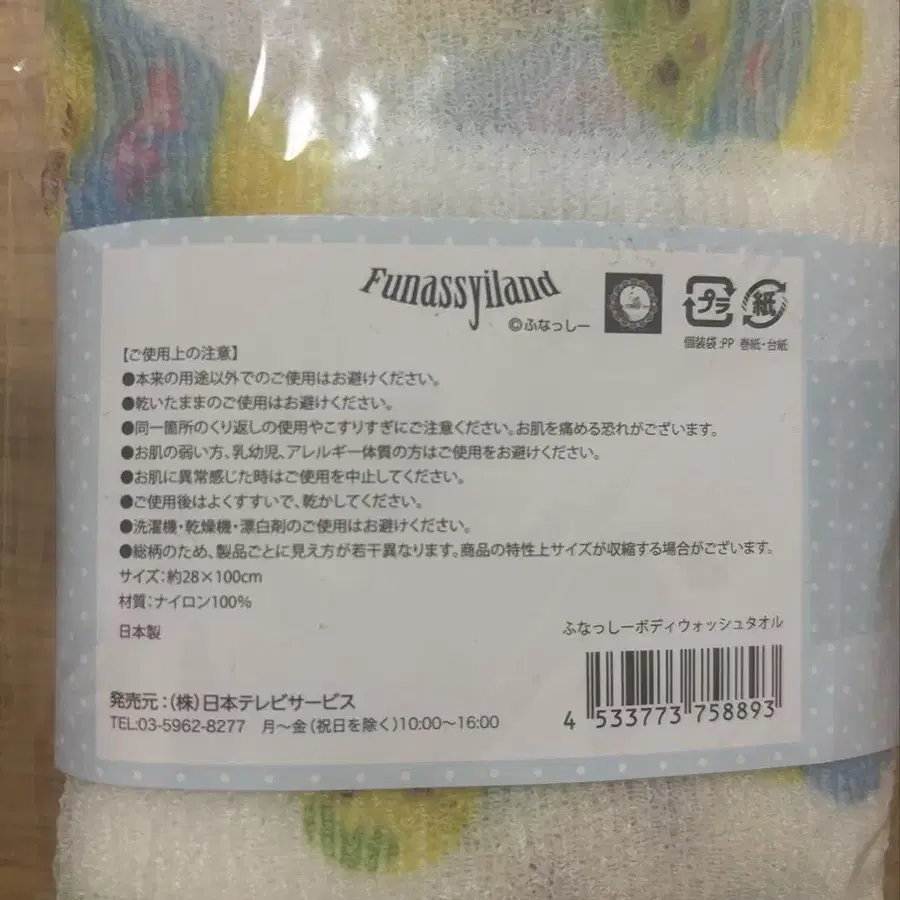 Funassyiland
©ふなっしー
プラ 紙
個装袋:PP 巻紙・台紙
【ご使用上の注意】
●本来の用途以外でのご使用はお避けください。
●乾いたままのご使用はお避けください。
●同一箇所のくり返しの使用やこすりすぎにご注意ください。お肌を痛める恐れがございます。
●お肌の弱い方、乳幼児、アレルギー体質の方はご使用をお避けください。
●お肌に異常感じた時はご使用を中止してください。
●ご使用後はよくすすいで、乾かしてください。
●洗濯機・乾燥機・漂白剤のご使用はお避けください。
●総柄のため、製品ごとに見え方が若干異なります。商品の特性上サイズが収縮する場合がございます。
サイズ:約28×100cm
材質:ナイロン100%
日本製
ふなっしーボディウォッシュタオル
発売元:(株)日本テレビサービス
TEL:03-5962-8277 月〜金(祝日を除く)10:00〜16:00
4 533773 758893